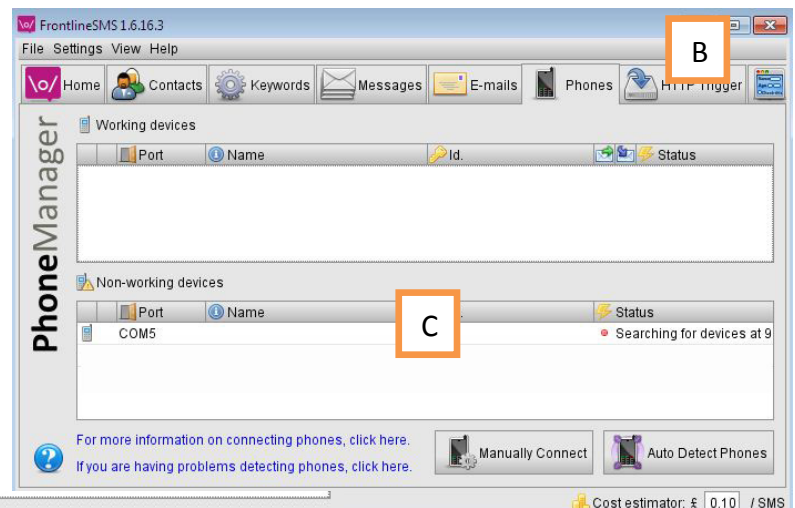 FrontlineSMS 1.6.16.3
B
File Settings View Help
\o/ Home Contacts Keywords Messages E-mails Phones HTTP Trigger
PhoneManager
Working devices
Port Name Id. Status
Non-working devices
Port Name Status
C
COM5 Searching for devices at 9
For more information on connecting phones, click here.
If you are having problems detecting phones, click here.
Manually Connect Auto Detect Phones
Cost estimator: £ 0.10 / SMS